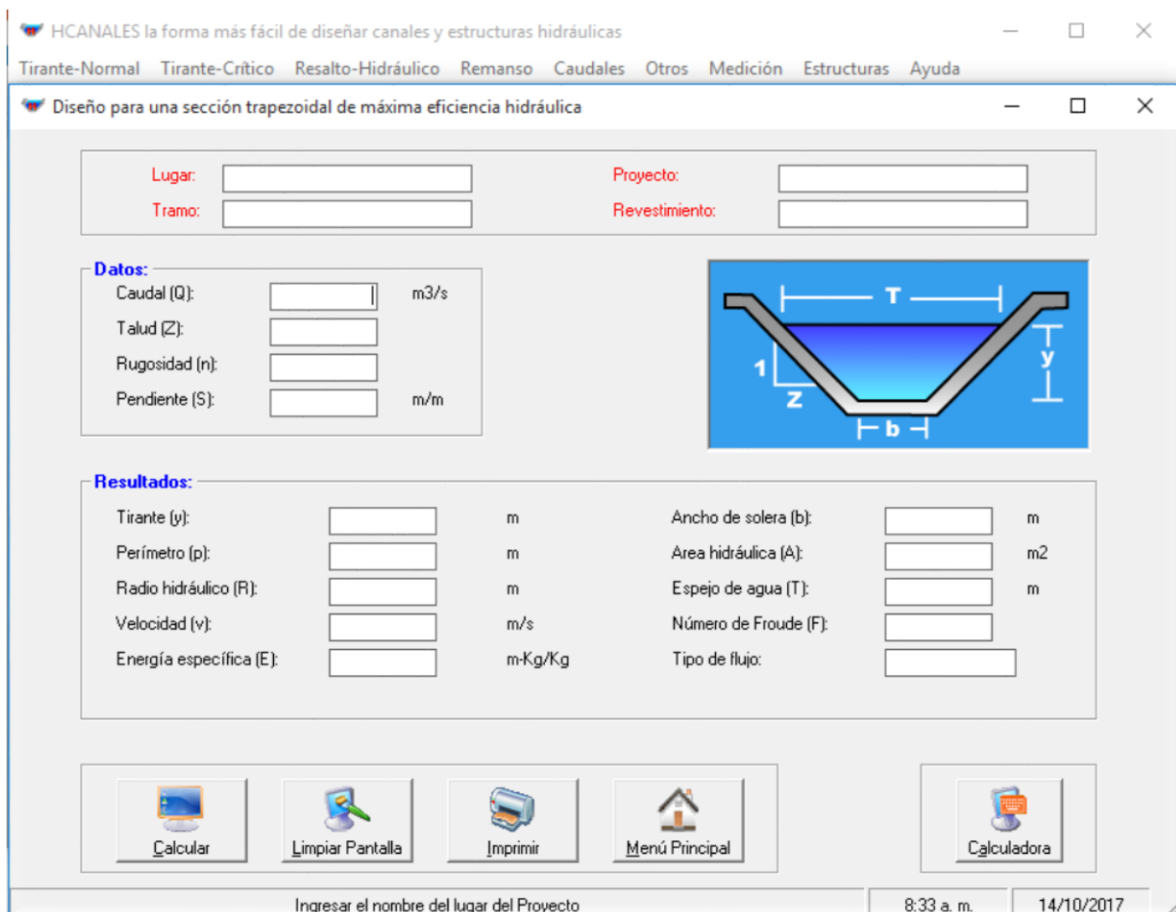 HCANALES la forma más fácil de diseñar canales y estructuras hidráulicas
Tirante-Normal Tirante-Crítico Resalto-Hidráulico Remanso Caudales Otros Medición Estructuras Ayuda
Diseño para una sección trapezoidal de máxima eficiencia hidráulica
Lugar: Proyecto:
Tramo: Revestimiento:
Datos:
Caudal (Q): m3/s
Talud (Z):
Rugosidad (n):
Pendiente (S): m/m
T
y
1
Z
b
Resultados:
Tirante (y): m Ancho de solera (b): m
Perímetro (p): m Area hidráulica (A): m2
Radio hidráulico (R): m Espejo de agua (T): m
Velocidad (v): m/s Número de Froude (F):
Energía específica (E): m-Kg/Kg Tipo de flujo:
Calcular Limpiar Pantalla Imprimir Menú Principal Calculadora
Ingresar el nombre del lugar del Proyecto 8:33 a. m. 14/10/2017